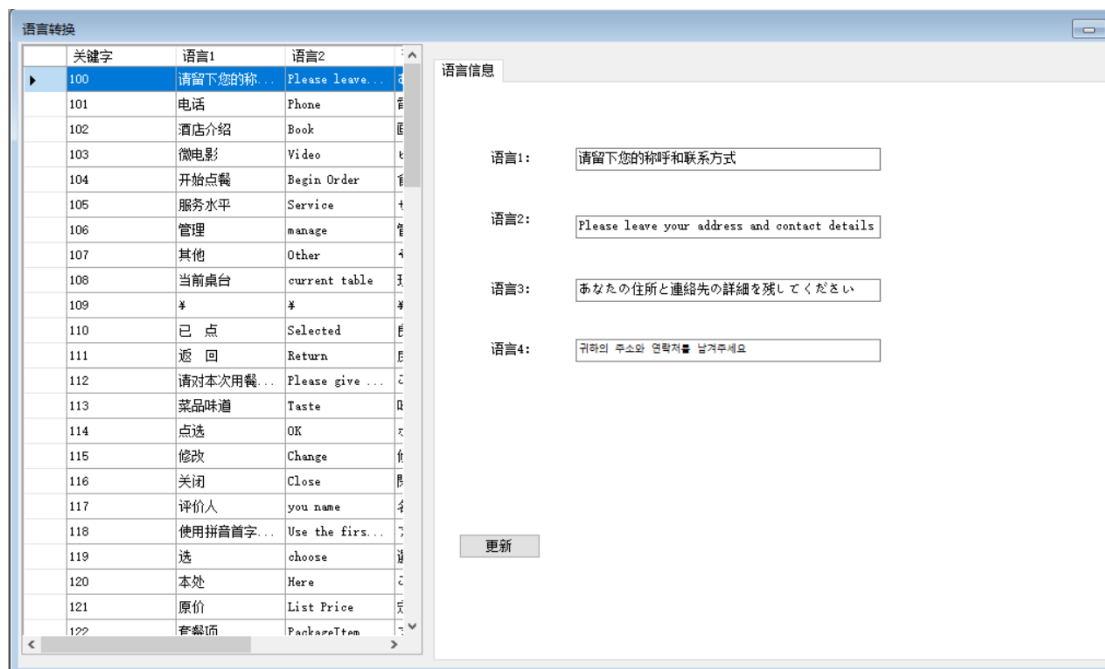 语言转换
关键字 语言1 语言2
100 请留下您的称... Please leave...
101 电话 Phone
102 酒店介绍 Book
103 微电影 Video
104 开始点餐 Begin Order
105 服务水平 Service
106 管理 manage
107 其他 Other
108 当前桌台 current table
109 ¥ ¥ ¥
110 已 点 Selected
111 返 回 Return
112 请对本次用餐... Please give ...
113 菜品味道 Taste
114 点选 OK
115 修改 Change
116 关闭 Close
117 评价人 you name
118 使用拼音首字... Use the firs...
119 选 choose
120 本处 Here
121 原价 List Price
122 套餐项 PackageItem
语言信息
语言1: 请留下您的称呼和联系方式
语言2: Please leave your address and contact details
语言3: あなたの住所と連絡先の詳細を残してください
语言4: 귀하의 주소와 연락처를 남겨주세요
更新